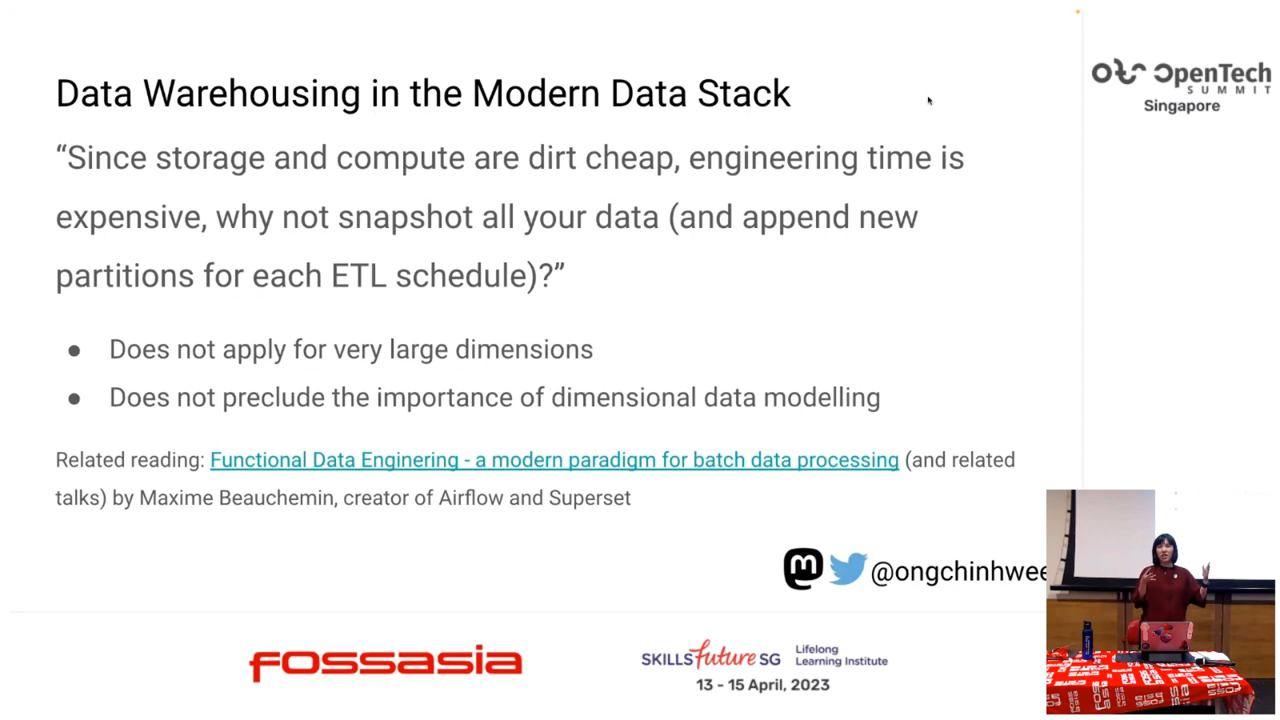 Data Warehousing in the Modern Data Stack
“Since storage and compute are dirt cheap, engineering time is
expensive, why not snapshot all your data (and append new
partitions for each ETL schedule)?”
● Does not apply for very large dimensions
● Does not preclude the importance of dimensional data modelling
Related reading: Functional Data Enginering - a modern paradigm for batch data processing (and related
talks) by Maxime Beauchemin, creator of Airflow and Superset
@ongchinhwee
OpenTech
SUMMIT
Singapore
FOSSASIA
SKILLS future SG
Lifelong
Learning Institute
13 - 15 April, 2023